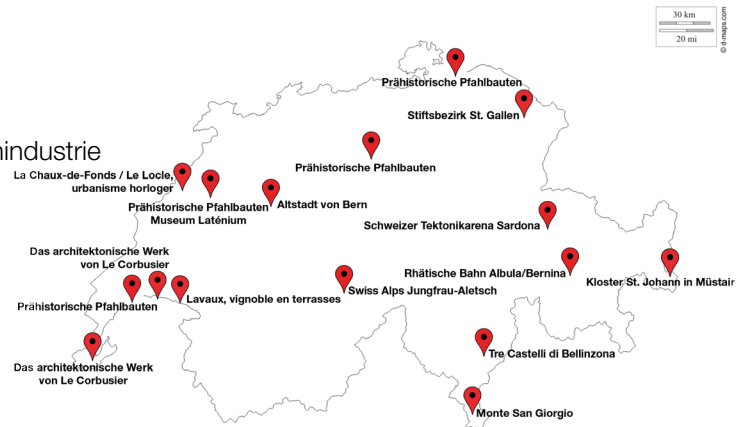 30 km
20 mi
© d-maps.com
Prähistorische Pfahlbauten
Stiftsbezirk St. Gallen
Prähistorische Pfahlbauten
La Chaux-de-Fonds / Le Locle,
urbanisme horloger
Prähistorische Pfahlbauten
Museum Laténium
Altstadt von Bern
Schweizer Tektonikarena Sardona
Das architektonische Werk
von Le Corbusier
Rhätische Bahn Albula/Bernina
Kloster St. Johann in Müstair
Swiss Alps Jungfrau-Aletsch
Lavaux, vignoble en terrasses
Prähistorische Pfahlbauten
Das architektonische Werk
von Le Corbusier
Tre Castelli di Bellinzona
Monte San Giorgio